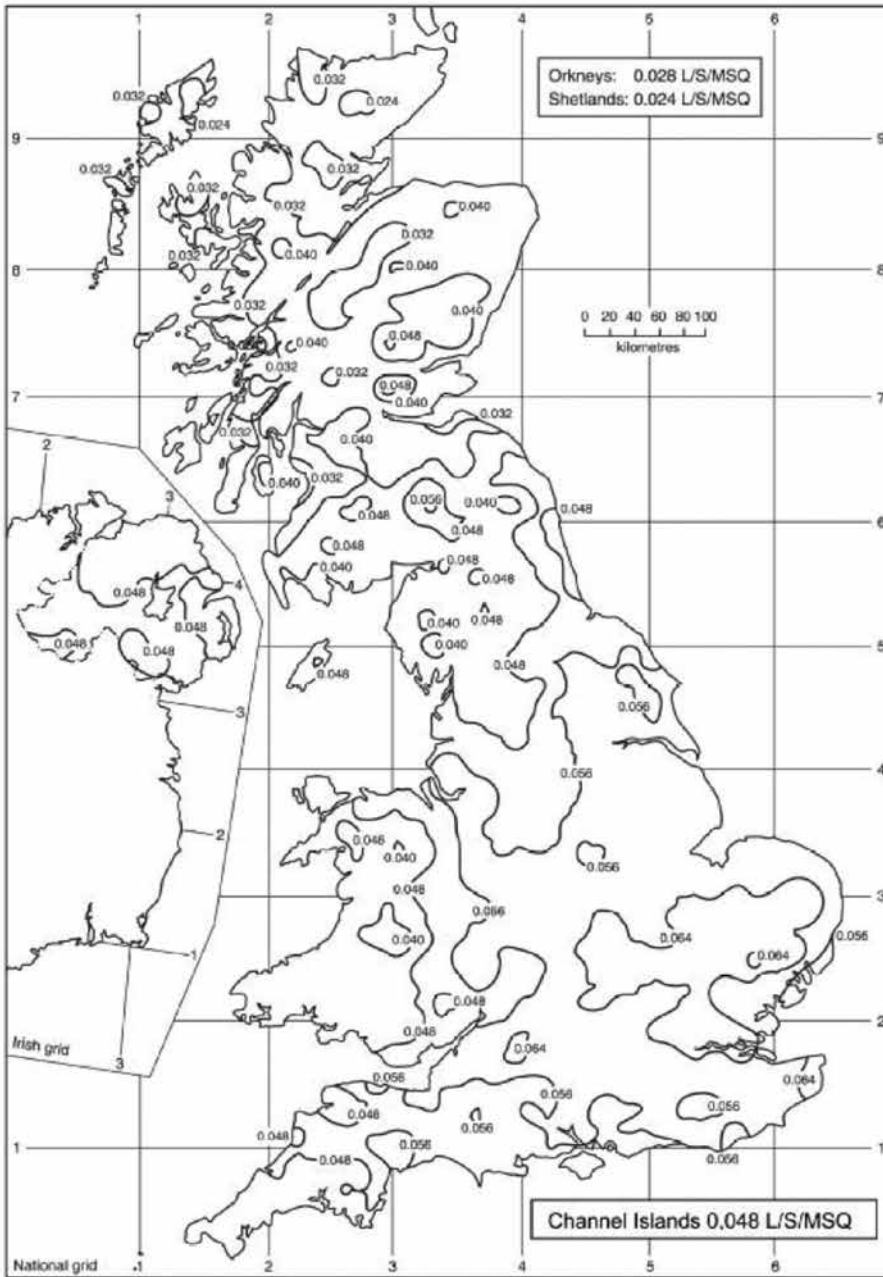 1 2 3 4 5 6
Orkneys: 0.028 L/S/MSQ
Shetlands: 0.024 L/S/MSQ
0.032
0.032 0.024
0.024
9 9
0.032 0.032
0.032
0.032 0.040
0.032
0.032 0.040
8 0.040 8
0.032 0.040
0 20 40 60 80 100
kilometres
0.040 0.048
0.032 0.032 0.048
7 0.040 7
0.032
0.032 0.040
2 0.040 0.032
3 0.056 0.040
6 0.048 0.048 6
0.048
0.048
4 0.040 0.048
0.048
0.048 0.048
0.040 0.048
0.048 0.048 0.040
5 0.048 5
0.048
3 0.056
4 0.056 4
2 0.048
0.040 0.056
3 0.048 3
0.056
0.040 0.064
1 0.064 0.056
0.048
2 2
Irish grid 0.048
3 0.064
0.056 0.064
0.048 0.056 0.056
0.048 0.056
1 0.056 0.056 1
0.048
Channel Islands 0.048 L/S/MSQ
National grid 1 2 3 4 5 6